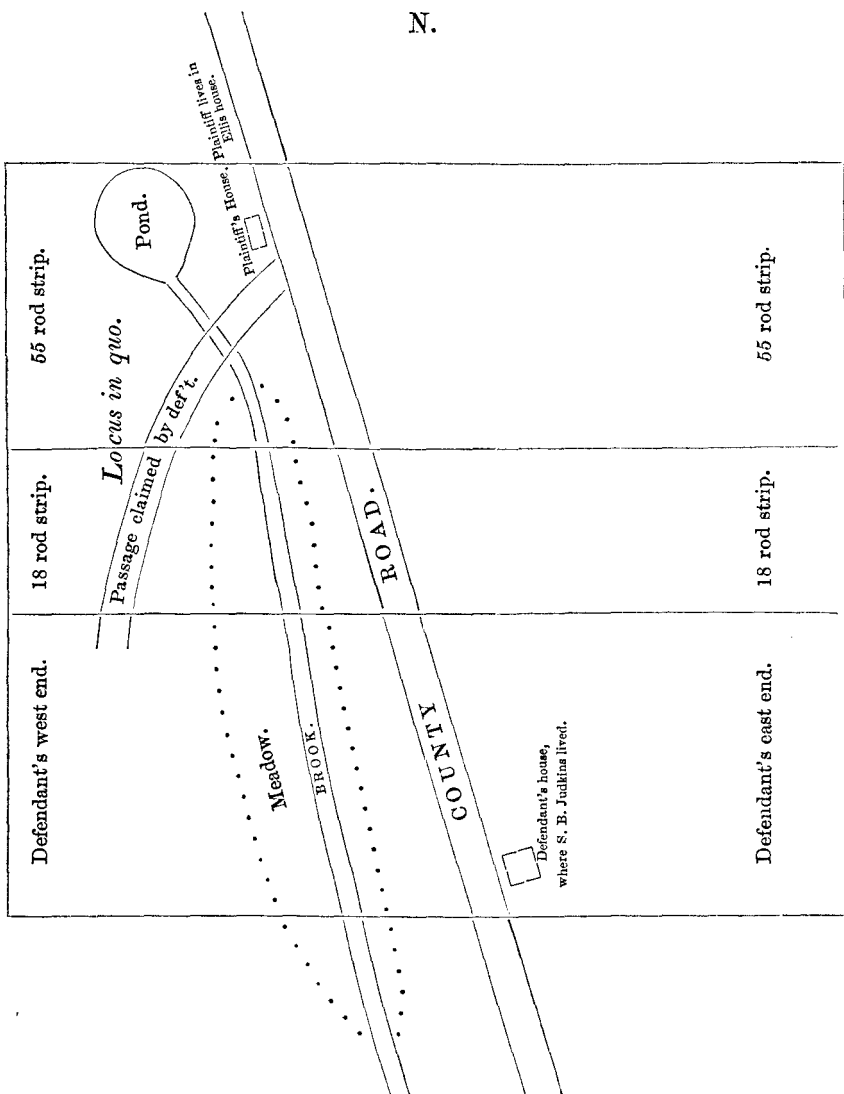 N.
Plaintiff's House. Plaintiff lives in
Ellis house.
Pond.
55 rod strip.
Locus in quo.
Passage claimed by def't.
55 rod strip.
18 rod strip.
ROAD.
18 rod strip.
Defendant's west end.
Meadow.
BROOK.
COUNTY
Defendant's house,
where S. B. Judkins lived.
Defendant's east end.